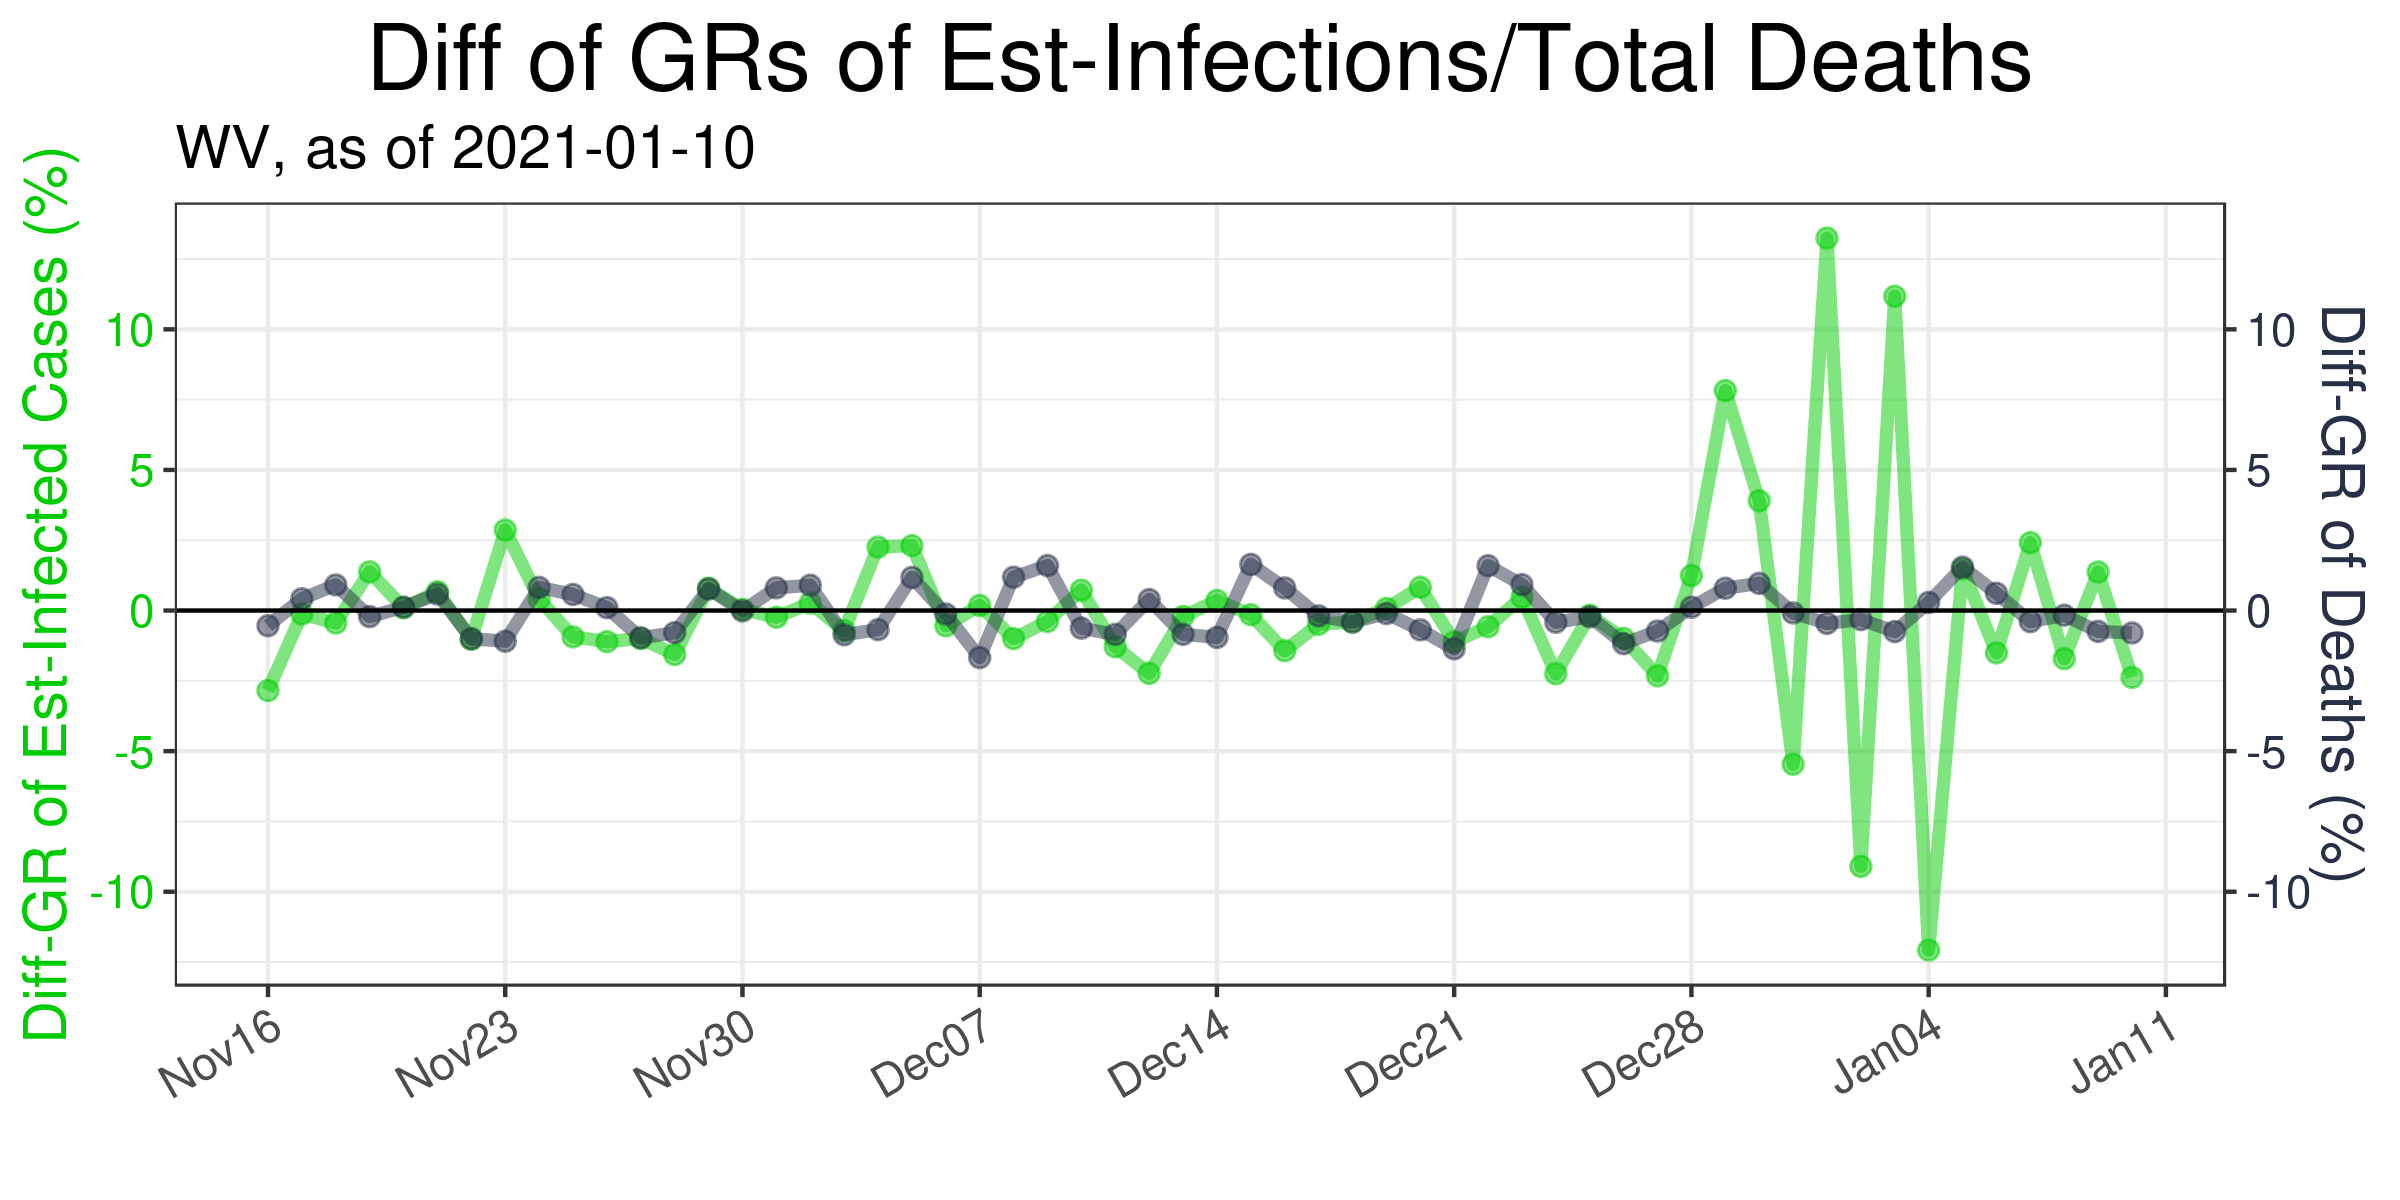 Diff of GRs of Est-Infections/Total Deaths
WV, as of 2021-01-10
Diff-GR of Est-Infected Cases (%)
10
5
0
-5
-10
10
5
0
-5
-10
Diff-GR of Deaths (%)
Nov16
Nov23
Nov30
Dec07
Dec14
Dec21
Dec28
Jan04
Jan11